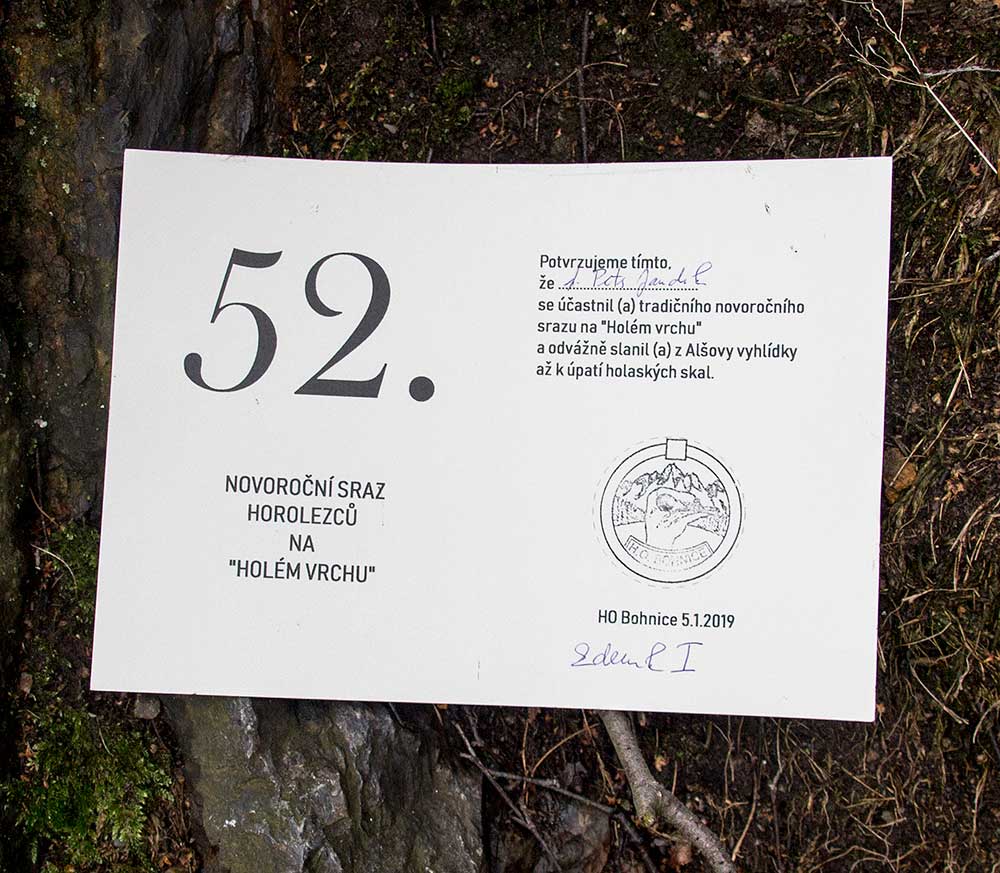 52.
NOVOROČNÍ SRAZ
HOROLEZCŮ
NA
"HOLÉM VRCHU"
Potvrzujeme tímto,
že
se účastnil (a) tradičního novoročního
srazu na "Holém vrchu"
a odvážně slanil (a) z Alšovy vyhlídky
až k úpatí holaských skal.
H.O. BOHNICE
HO Bohnice 5.1.2019